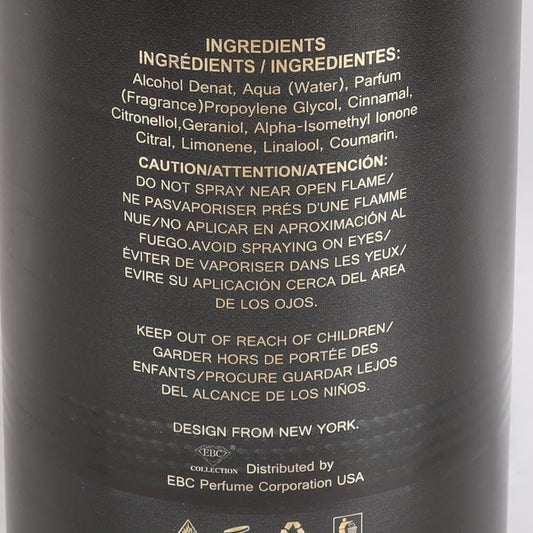 INGREDIENTS
INGRÉDIENTS / INGREDIENTES:
Alcohol Denat, Aqua (Water), Parfum
(Fragrance)Propoylene Glycol, Cinnamal,
Citronellol,Geraniol, Alpha-Isomethyl Ionone
Citral, Limonene, Linalool, Coumarin.
CAUTION/ATTENTION/ATENCIÓN:
DO NOT SPRAY NEAR OPEN FLAME/
NE PASVAPORISER PRÉS D'UNE FLAMME
NUE/NO APLICAR EN APROXIMACIÓN AL
FUEGO.AVOID SPRAYING ON EYES/
ÉVITER DE VAPORISER DANS LES YEUX/
EVIRE SU APLICACIÓN CERCA DEL AREA
DE LOS OJOS.
KEEP OUT OF REACH OF CHILDREN/
GARDER HORS DE PORTÉE DES
ENFANTS/PROCURE GUARDAR LEJOS
DEL ALCANCE DE LOS NIÑOS.
DESIGN FROM NEW YORK.
EBC
COLLECTION Distributed by
EBC Perfume Corporation USA